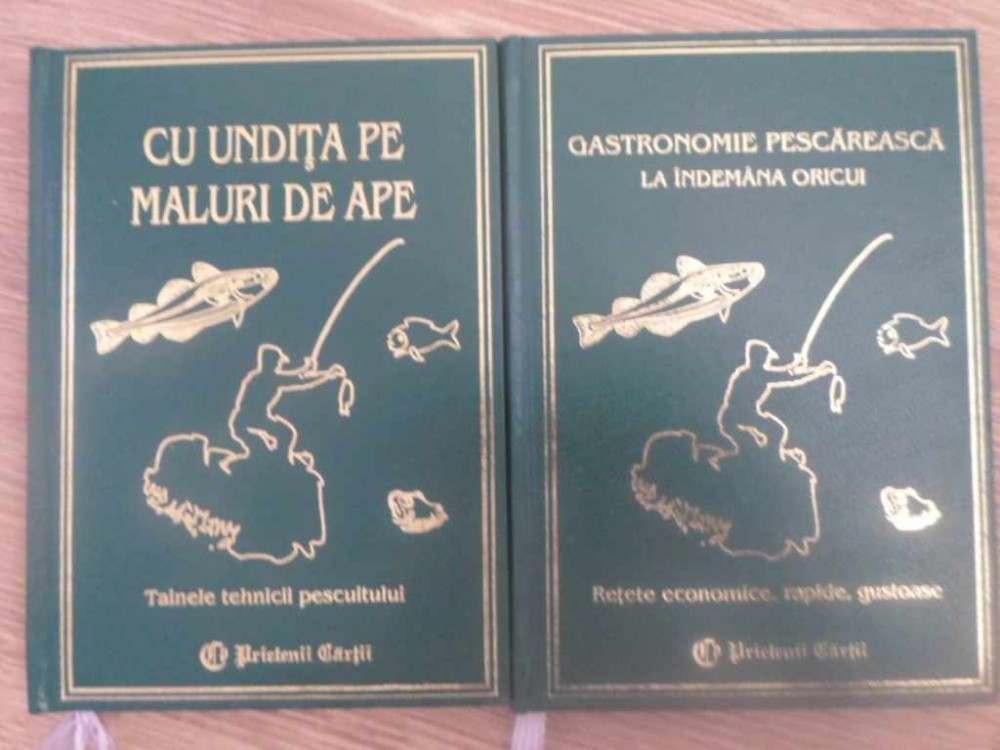 CU UNDIȚA PE
MALURI DE APE
Tainele tehnicii pescuitului
Prietenii Cărții
GASTRONOMIE PESCĂREASCĂ
LA ÎNDEMÂNA ORICUI
Rețete economice, rapide, gustoase
Prietenii Cărții